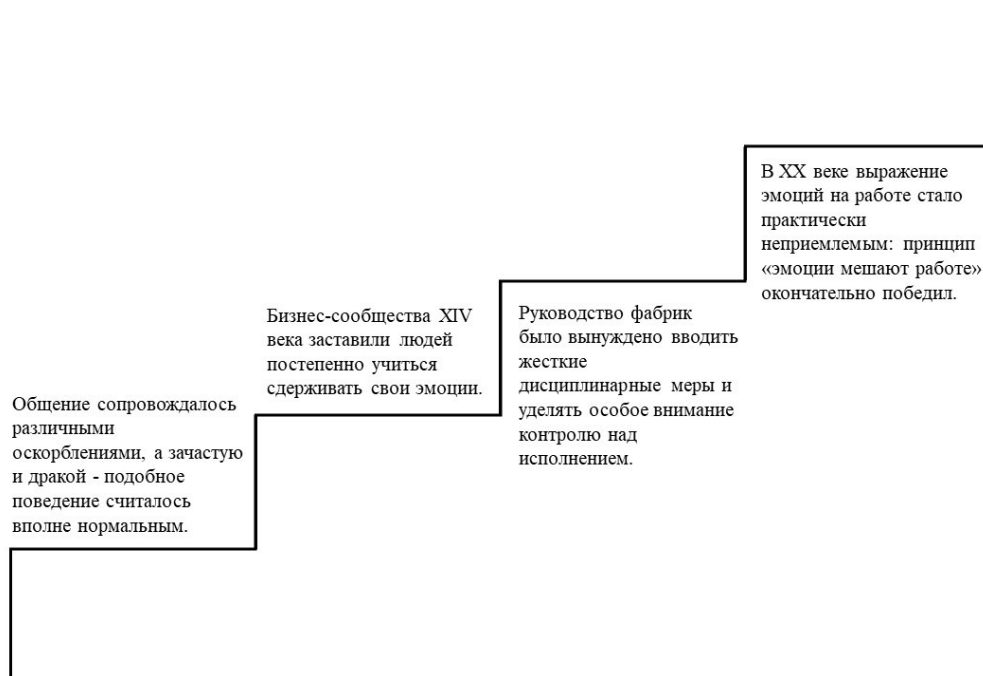 Общение сопровождалось
различными
оскорблениями, а зачастую
и дракой - подобное
поведение считалось
вполне нормальным.
Бизнес-сообщества XIV
века заставили людей
постепенно учиться
сдерживать свои эмоции.
Руководство фабрик
было вынуждено вводить
жесткие
дисциплинарные меры и
уделять особое внимание
контролю над
исполнением.
В XX веке выражение
эмоций на работе стало
практически
неприемлемым: принцип
«эмоции мешают работе»
окончательно победил.